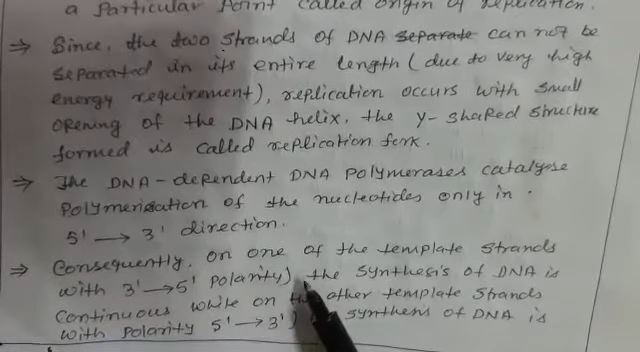 a particular point called origin of replication.
⇒ Since, the two strands of DNA separate can not be
separated in its entire length (due to very high
energy requirement), replication occurs with small
opening of the DNA helix, the Y-shaped structure
formed is called replication fork.
⇒ The DNA-dependent DNA polymerases catalyse
polymerisation of the nucleotides only in
5' → 3' direction.
⇒ Consequently, on one of the template strands
with 3' → 5' polarity) the synthesis of DNA is
continuous while on the other template strands
with polarity 5' → 3') synthesis of DNA is